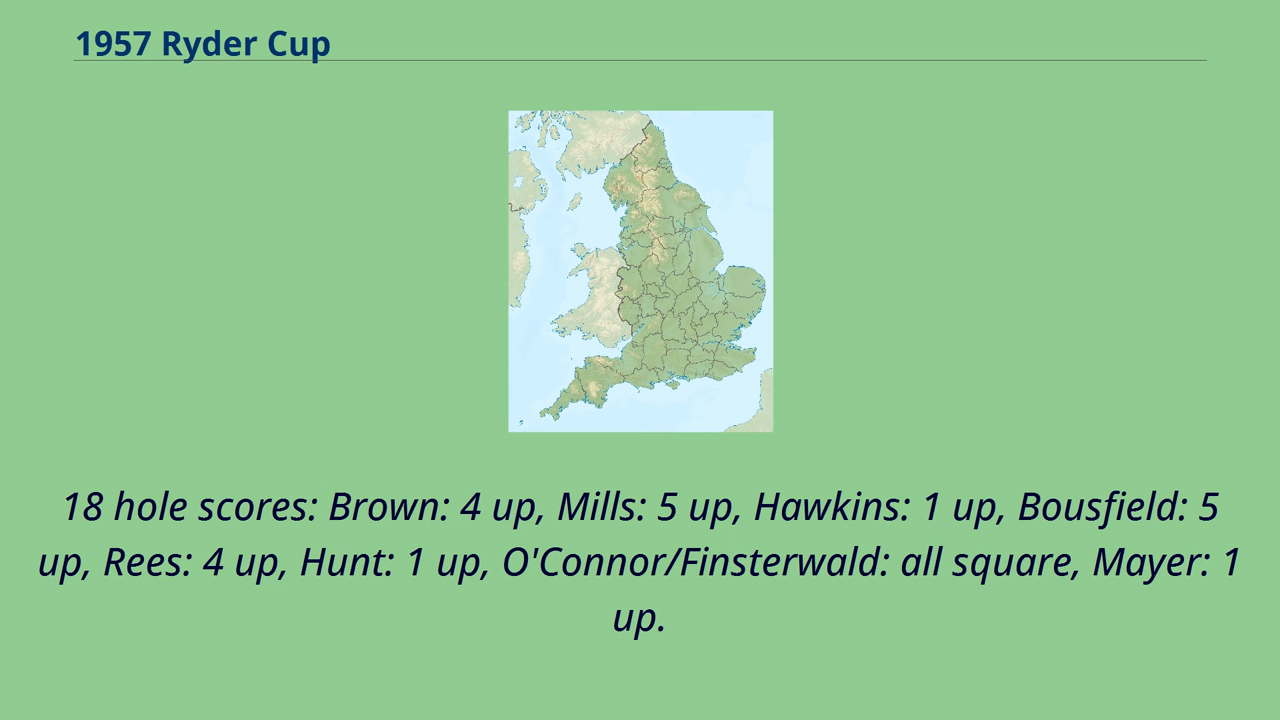 1957 Ryder Cup
18 hole scores: Brown: 4 up, Mills: 5 up, Hawkins: 1 up, Bousfield: 5
up, Rees: 4 up, Hunt: 1 up, O'Connor/Finsterwald: all square, Mayer: 1
up.